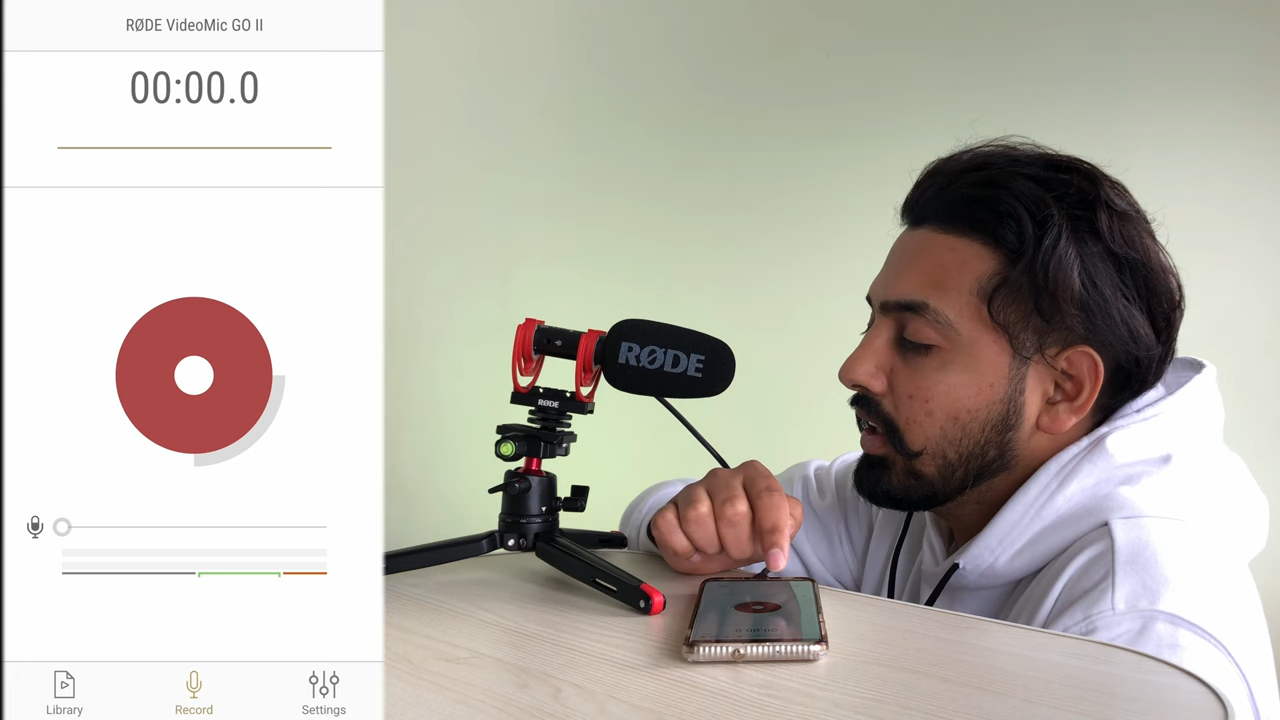 RØDE VideoMic GO II
00:00.0
Library
Record
Settings
RØDE
RØDE